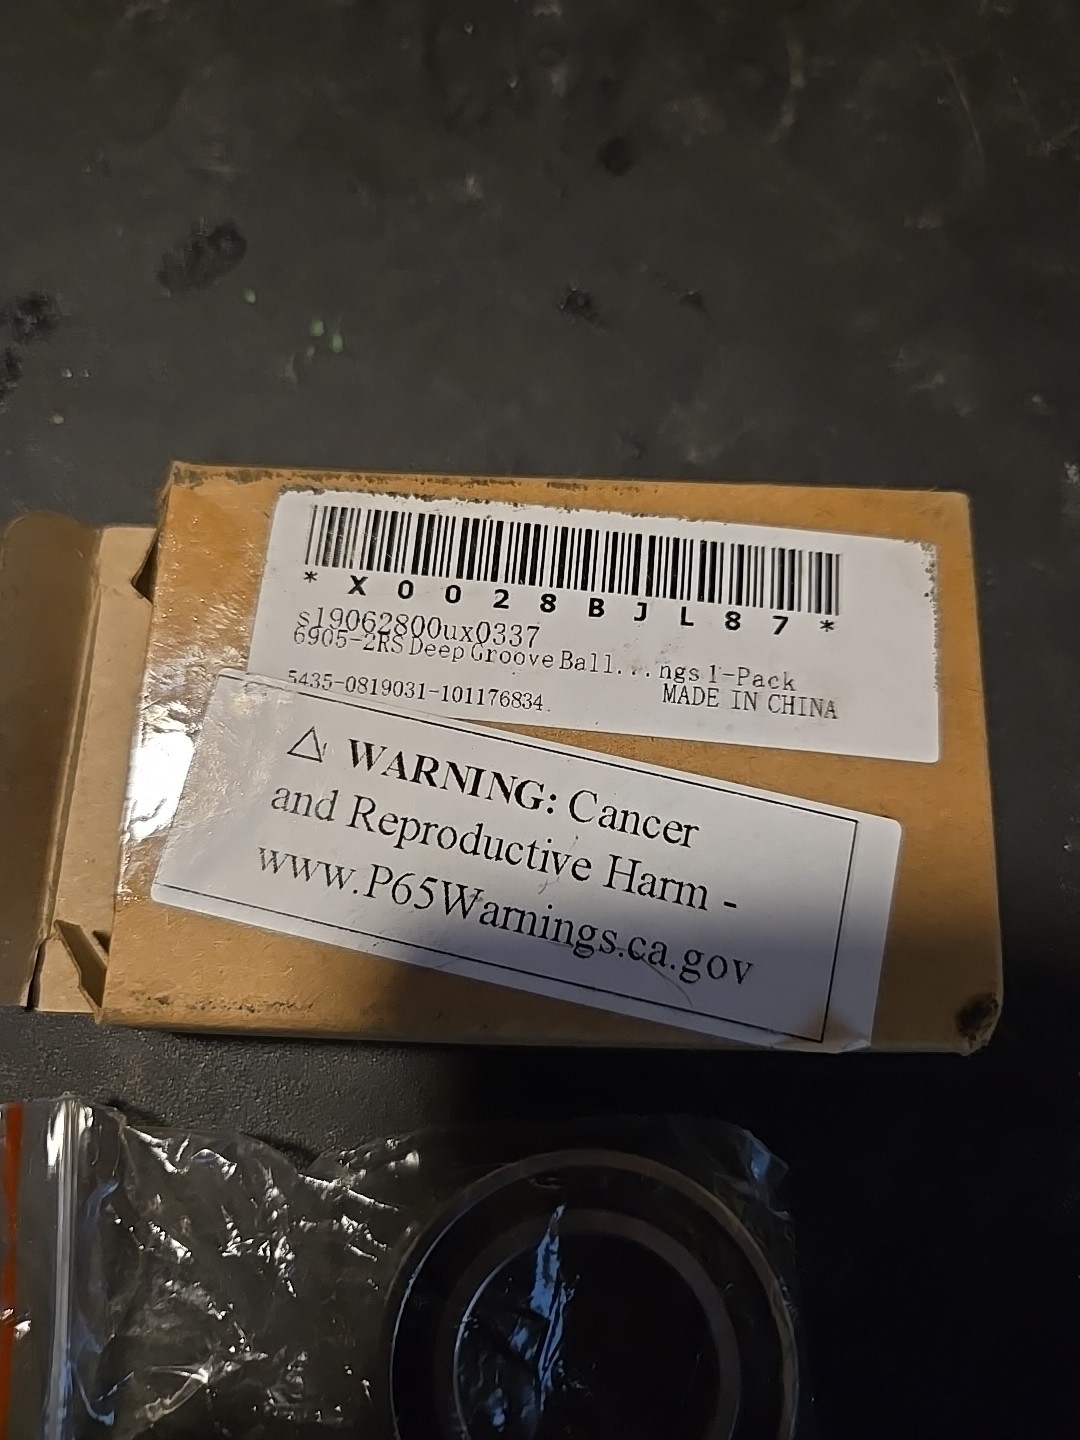 *X0028BJL87*
s19062800ux0337
6905-2RS Deep Groove Ball...ngs 1-Pack
5435-0819031-101176834
MADE IN CHINA
⚠ WARNING: Cancer
and Reproductive Harm -
www.P65Warnings.ca.gov